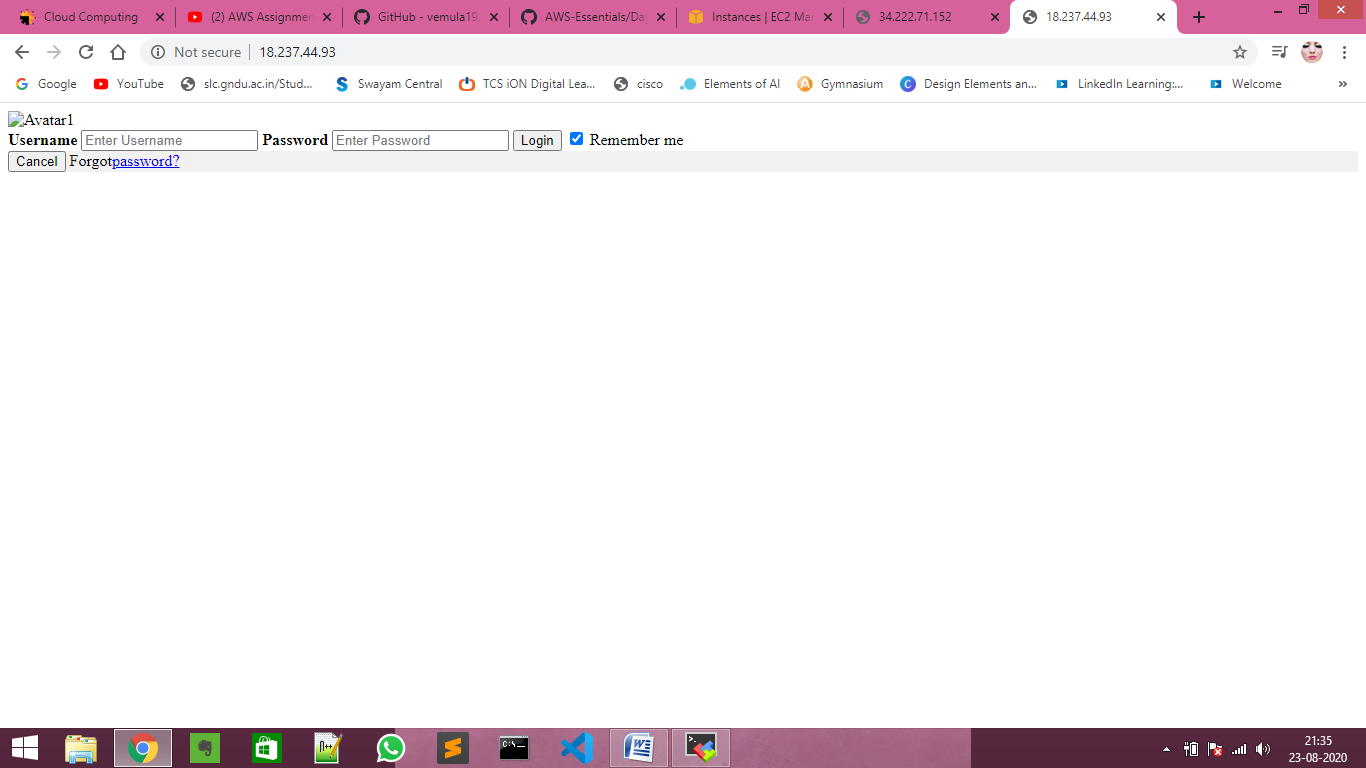 Cloud Computing (2) AWS Assignmen GitHub - vemula19 AWS-Essentials/Da Instances | EC2 Ma 34.222.71.152 18.237.44.93
Not secure 18.237.44.93
Google YouTube slc.gndu.ac.in/Stud... Swayam Central TCS iON Digital Lea... cisco Elements of AI Gymnasium Design Elements an... LinkedIn Learning:... Welcome »
Avatar1
Username Enter Username Password Enter Password Login Remember me
Cancel Forgotpassword?
21:35
23-08-2020